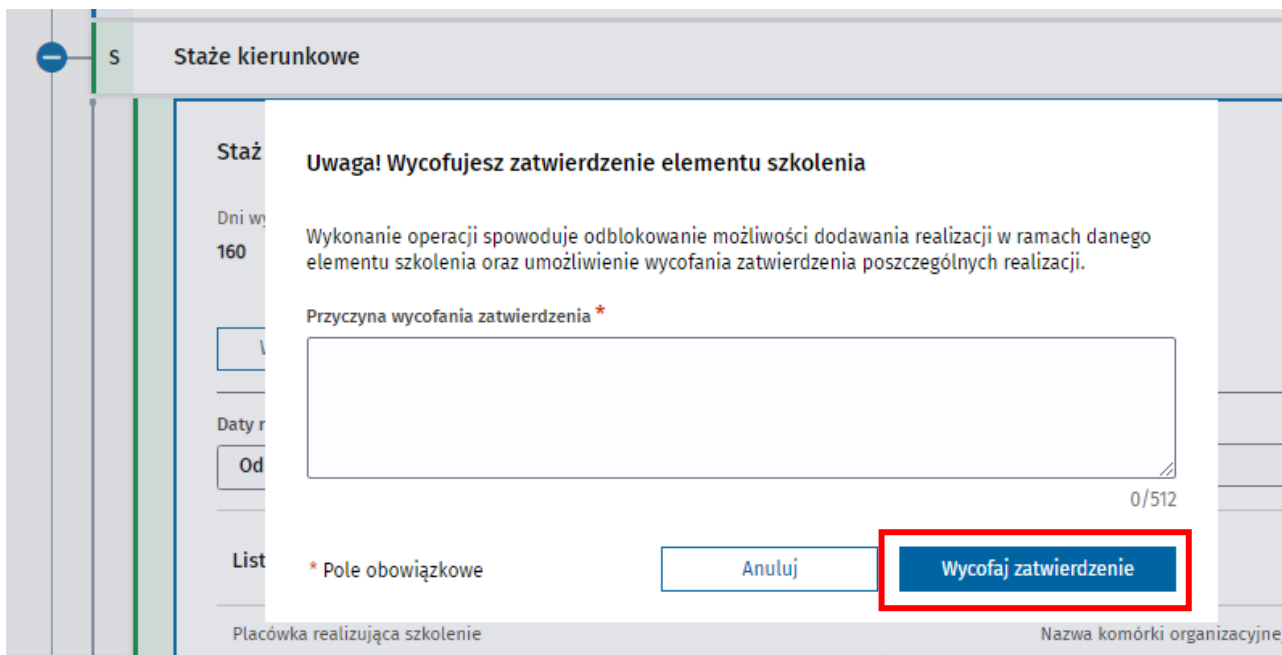 S Staże kierunkowe
Staż
Uwaga! Wycofujesz zatwierdzenie elementu szkolenia
Dni
160
Wykonanie operacji spowoduje odblokowanie możliwości dodawania realizacji w ramach danego
elementu szkolenia oraz umożliwienie wycofania zatwierdzenia poszczególnych realizacji.
Przyczyna wycofania zatwierdzenia *
Daty
Od
0/512
List
* Pole obowiązkowe
Anuluj
Wycofaj zatwierdzenie
Placówka realizująca szkolenie
Nazwa komórki organizacyjne